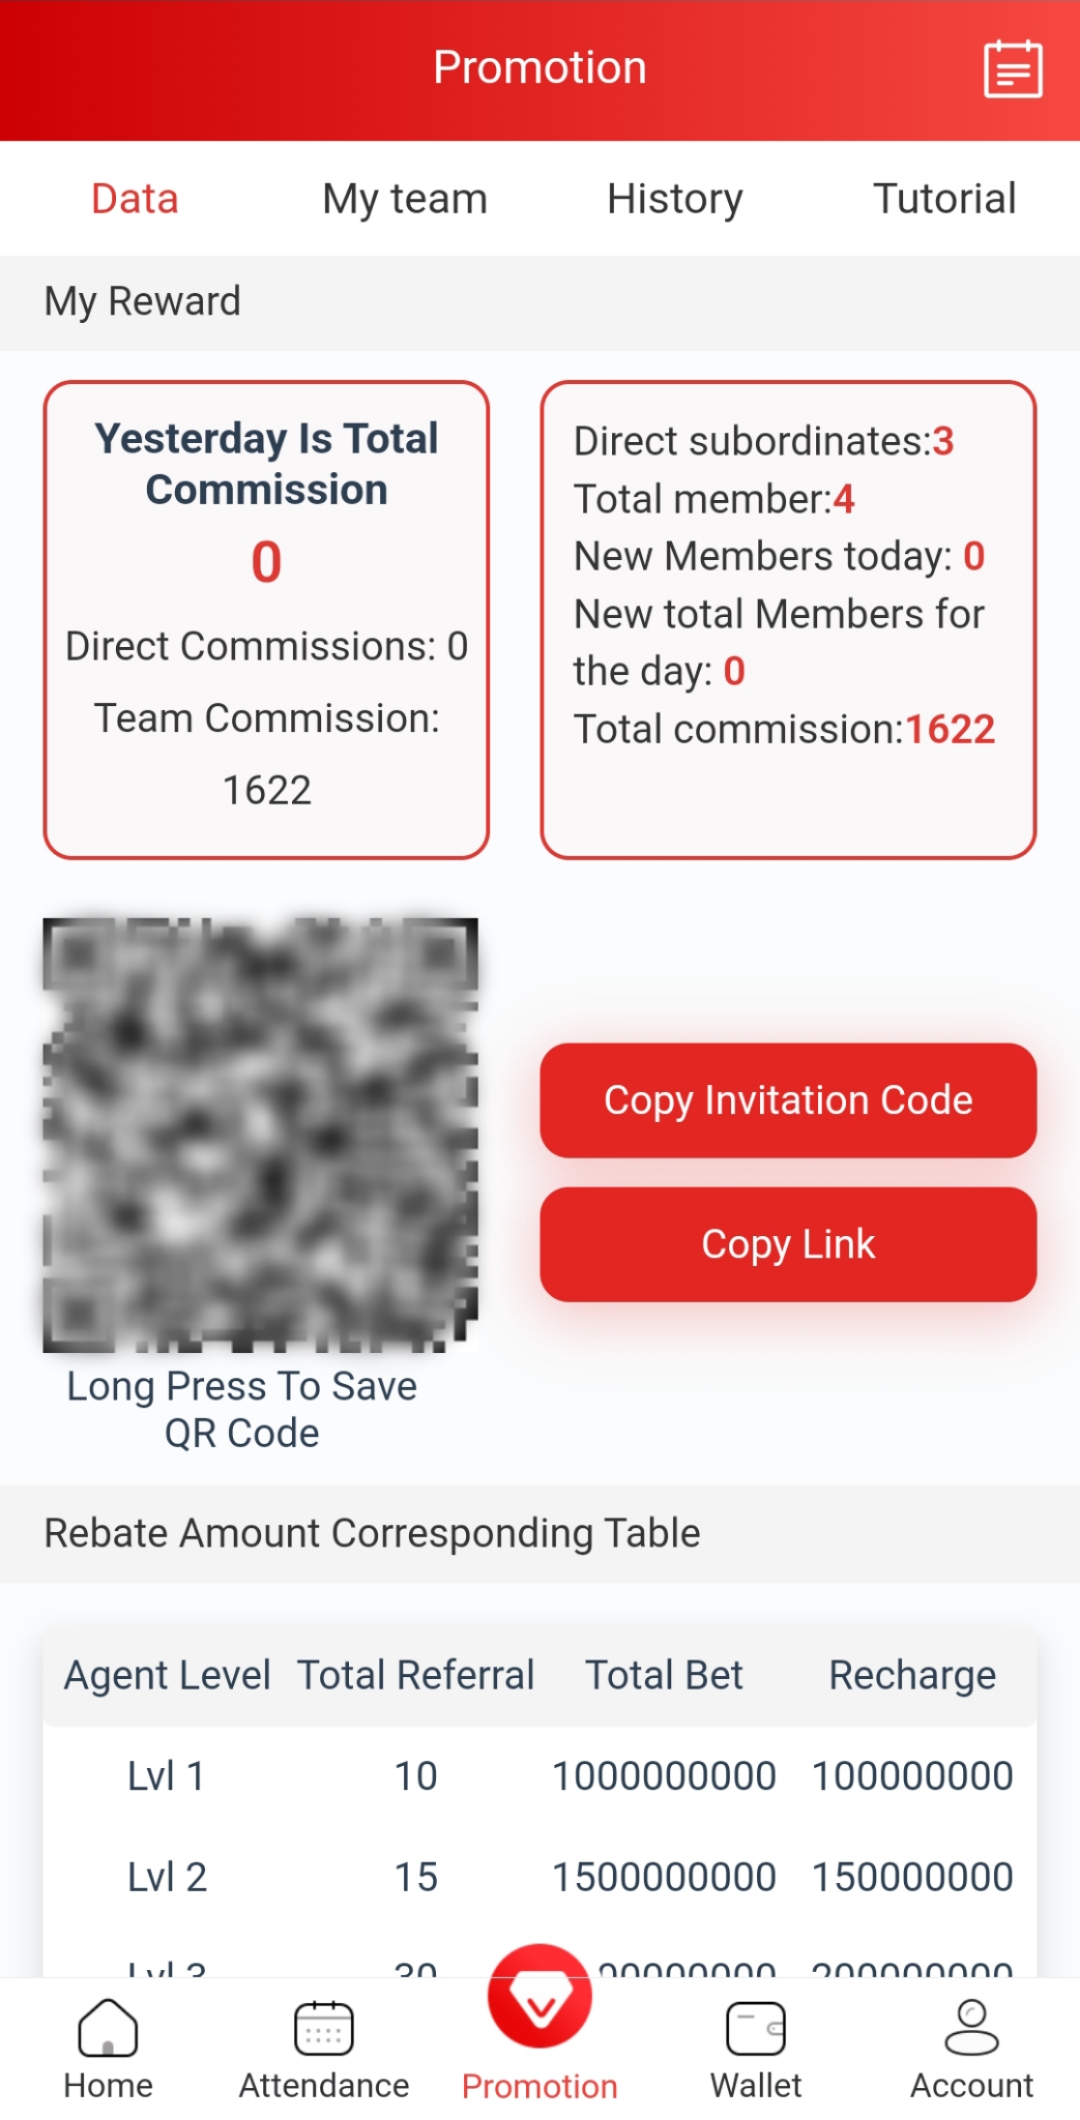 Promotion
Data My team History Tutorial
My Reward
Yesterday Is Total
Commission
0
Direct Commissions: 0
Team Commission:
1622
Direct subordinates:3
Total member:4
New Members today: 0
New total Members for
the day: 0
Total commission:1622
Copy Invitation Code
Copy Link
Long Press To Save
QR Code
Rebate Amount Corresponding Table
Agent Level Total Referral Total Bet Recharge
Lvl 1 10 1000000000 100000000
Lvl 2 15 1500000000 150000000
Lvl 3 30 200000000
Home Attendance Promotion Wallet Account